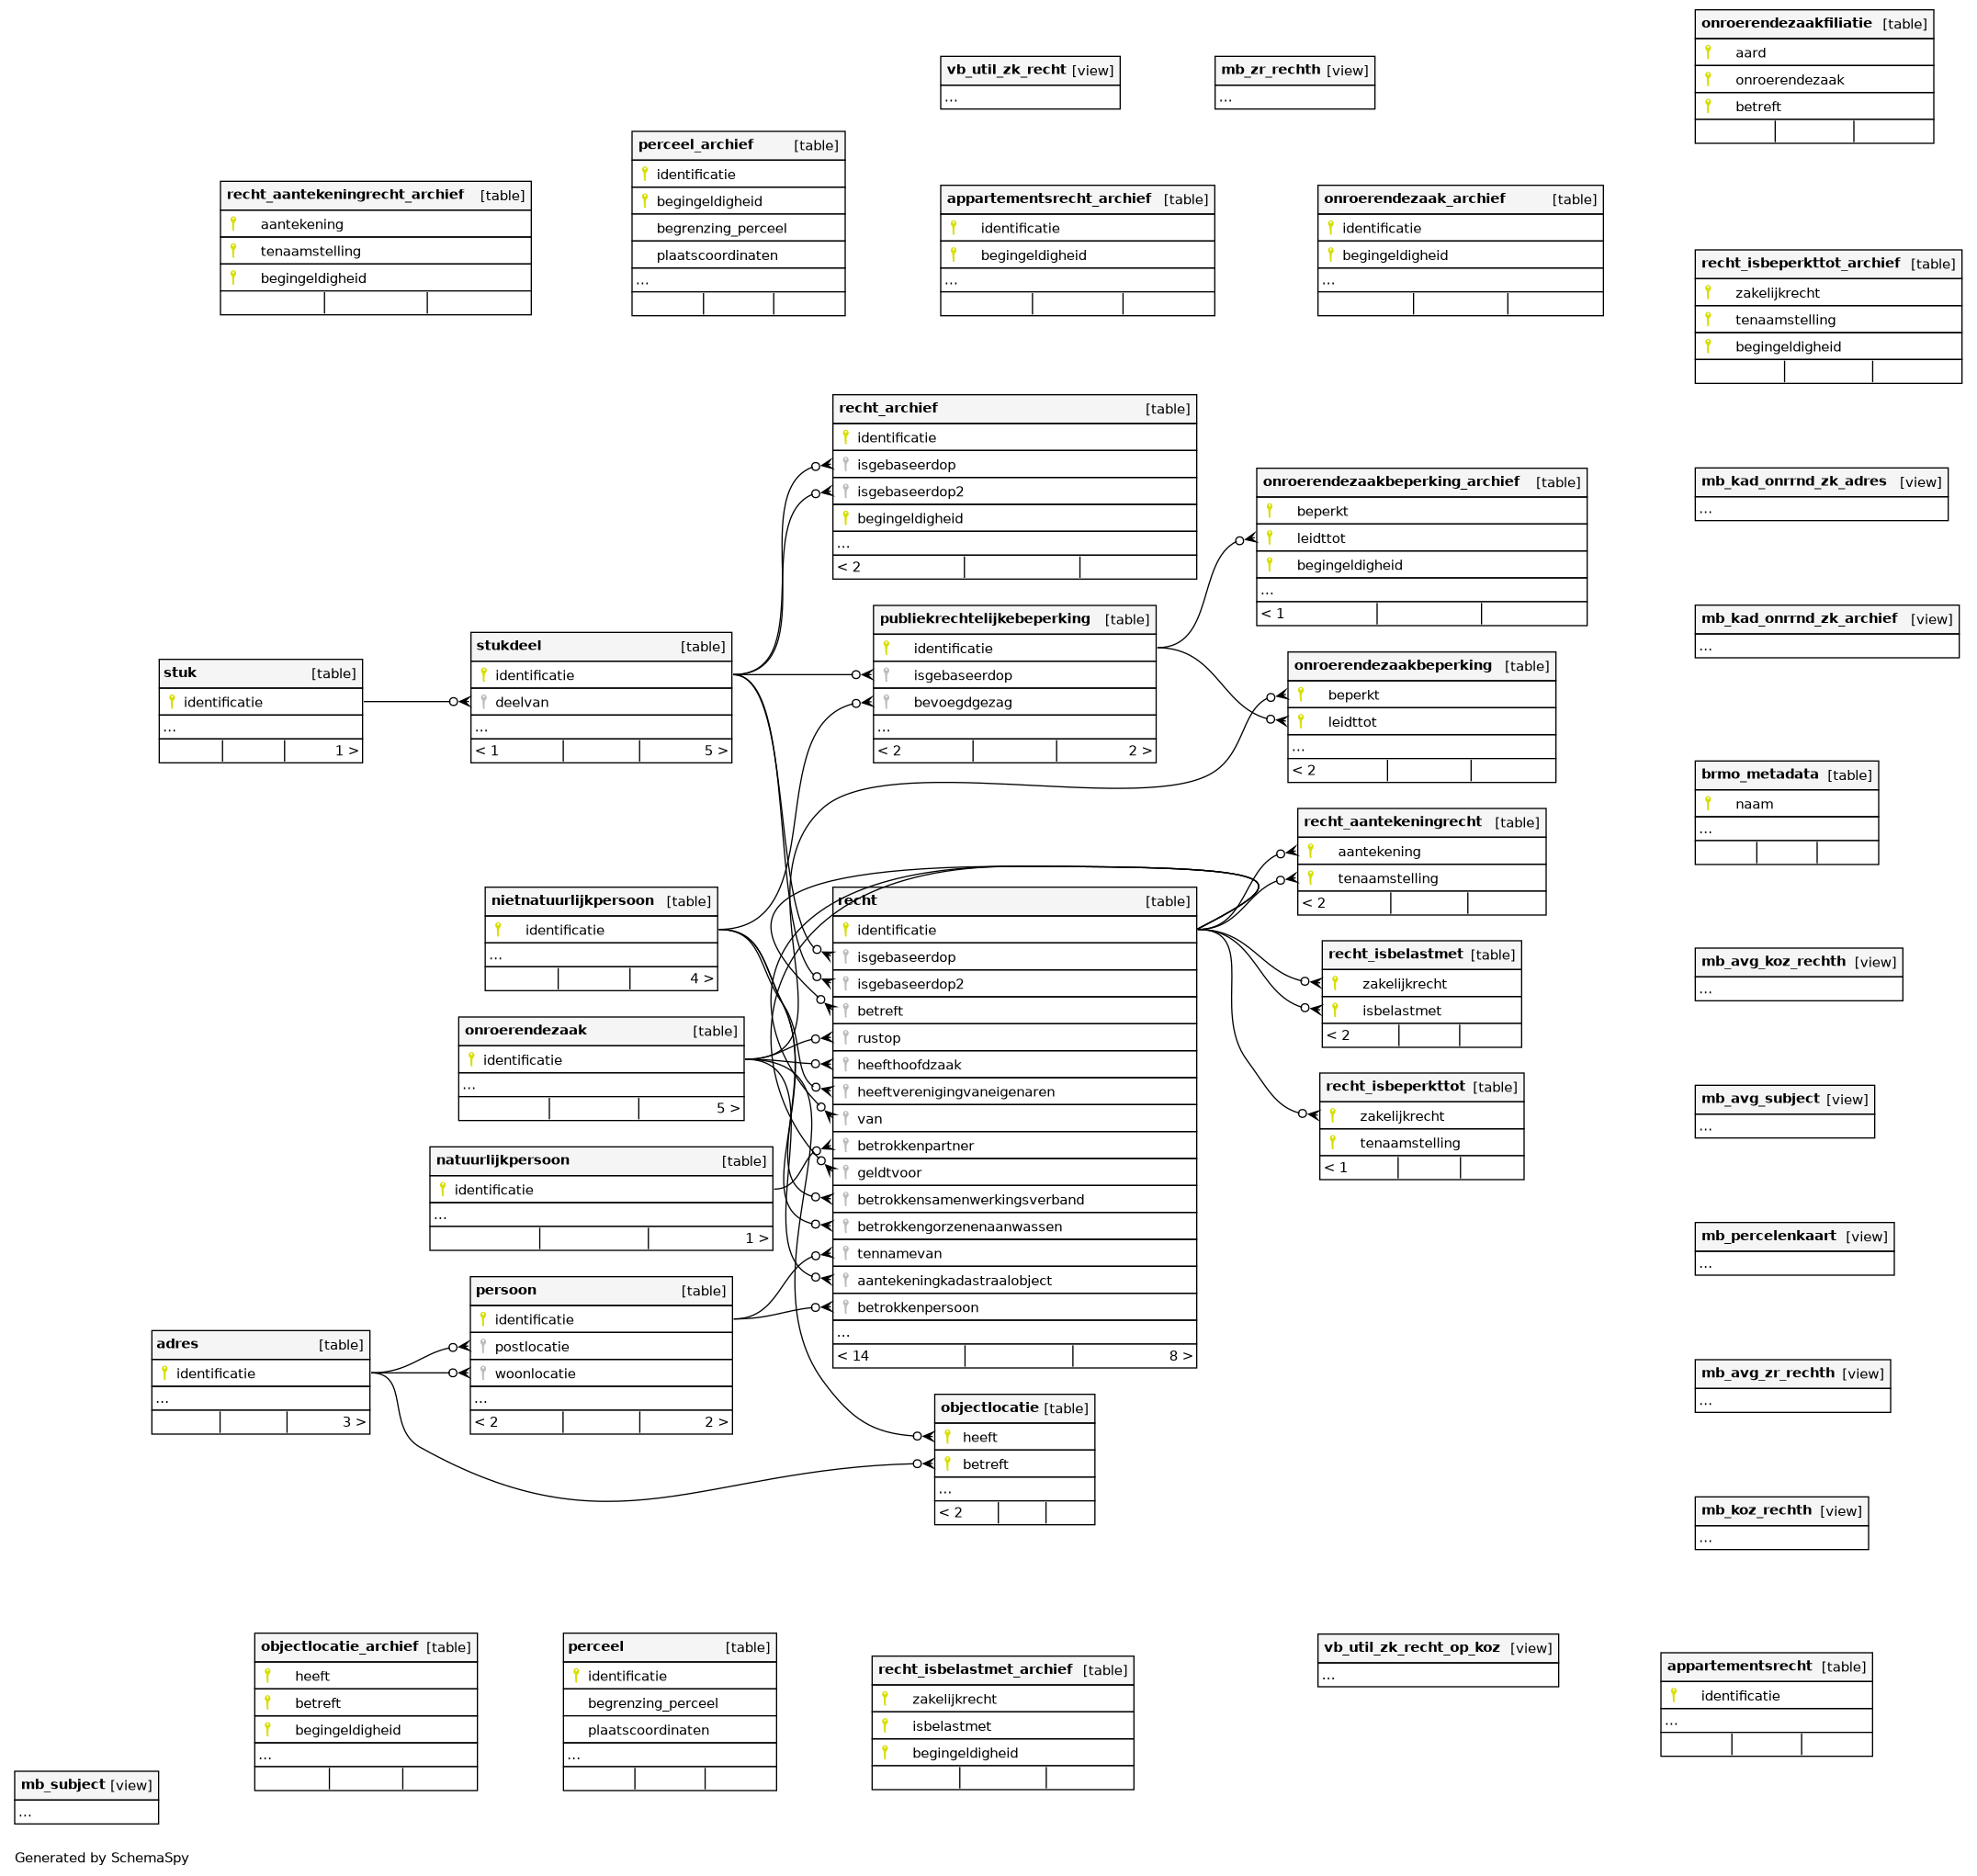 onroerendezaakfiliatie [table]
aard
onroerendezaak
betreft
vb_util_zk_recht [view]
...
mb_zr_rechth [view]
...
perceel_archief [table]
identificatie
begingeldigheid
begrenzing_perceel
plaatscoordinaten
...
recht_aantekeningrecht_archief [table]
aantekening
tenaamstelling
begingeldigheid
appartementsrecht_archief [table]
identificatie
begingeldigheid
...
onroerendezaak_archief [table]
identificatie
begingeldigheid
...
recht_isbeperkttot_archief [table]
zakelijkrecht
tenaamstelling
begingeldigheid
recht_archief [table]
identificatie
isgebaseerdop
isgebaseerdop2
begingeldigheid
...
< 2
onroerendezaakbeperking_archief [table]
beperkt
leidttot
begingeldigheid
...
< 1
mb_kad_onrrnd_zk_adres [view]
...
mb_kad_onrrnd_zk_archief [view]
...
stuk [table]
identificatie
...
1 >
stukdeel [table]
identificatie
deelvan
...
< 1 5 >
publiekrechtelijkebeperking [table]
identificatie
isgebaseerdop
bevoegdgezag
...
< 2 2 >
onroerendezaakbeperking [table]
beperkt
leidttot
...
< 2
brmo_metadata [table]
naam
...
recht_aantekeningrecht [table]
aantekening
tenaamstelling
< 2
nietnatuurlijkpersoon [table]
identificatie
...
4 >
recht [table]
identificatie
isgebaseerdop
isgebaseerdop2
betreft
rustop
heefthoofdzaak
heeftverenigingvaneigenaren
van
betrokkenpartner
geldtvoor
betrokkensamenwerkingsverband
betrokkengorzenenaanwassen
tennamevan
aantekeningkadastraalobject
betrokkenpersoon
...
< 14 8 >
recht_isbelastmet [table]
zakelijkrecht
isbelastmet
< 2
mb_avg_koz_rechth [view]
...
onroerendezaak [table]
identificatie
...
5 >
recht_isbeperkttot [table]
zakelijkrecht
tenaamstelling
< 1
mb_avg_subject [view]
...
natuurlijkpersoon [table]
identificatie
...
1 >
mb_percelenkaart [view]
...
persoon [table]
identificatie
postlocatie
woonlocatie
...
< 2 2 >
adres [table]
identificatie
...
3 >
mb_avg_zr_rechth [view]
...
objectlocatie [table]
heeft
betreft
...
< 2
mb_koz_rechth [view]
...
objectlocatie_archief [table]
heeft
betreft
begingeldigheid
...
perceel [table]
identificatie
begrenzing_perceel
plaatscoordinaten
...
recht_isbelastmet_archief [table]
zakelijkrecht
isbelastmet
begingeldigheid
vb_util_zk_recht_op_koz [view]
...
appartementsrecht [table]
identificatie
...
mb_subject [view]
...
Generated by SchemaSpy